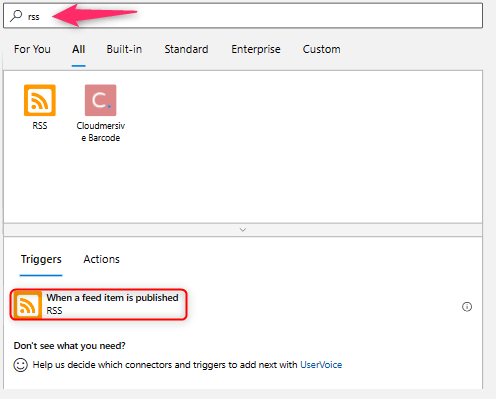 rss
For You All Built-in Standard Enterprise Custom
C.
RSS Cloudmersiv
e Barcode
Triggers Actions
When a feed item is published
RSS
Don't see what you need?
Help us decide which connectors and triggers to add next with UserVoice